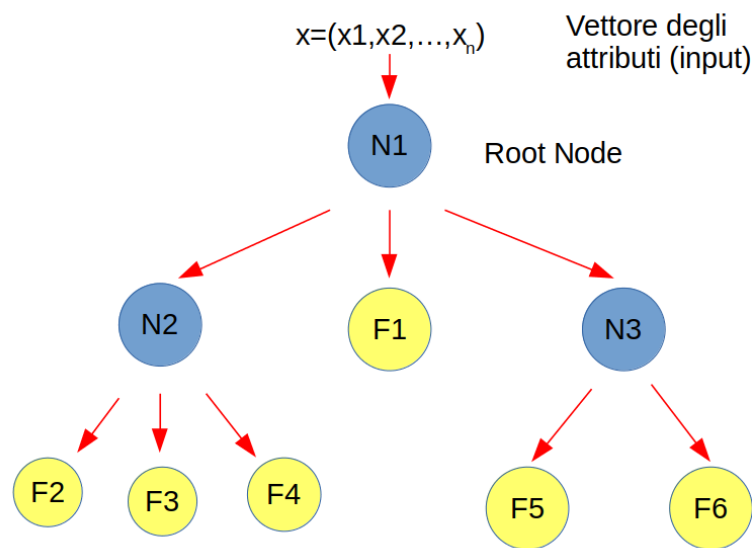 x=(x1,x2,...,xn)
Vettore degli
attributi (input)
N1
Root Node
N2
F1
N3
F2
F3
F4
F5
F6